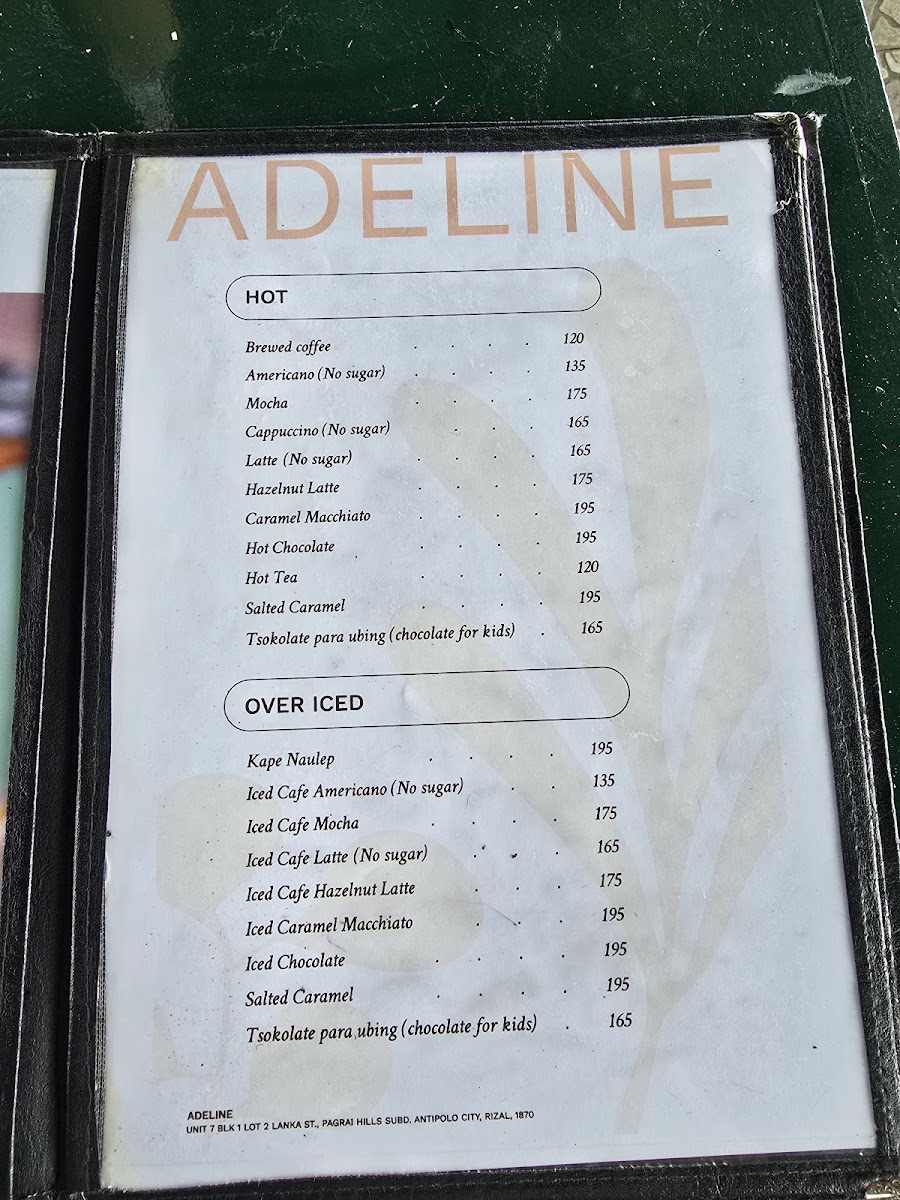 ADELINE
HOT
Brewed coffee . . . . 120
Americano (No sugar) . . . . 135
Mocha . . . . 175
Cappuccino (No sugar) . . . 165
Latte (No sugar) . . . . 165
Hazelnut Latte . . . . 175
Caramel Macchiato . . . . 195
Hot Chocolate . . . . 195
Hot Tea . . . . 120
Salted Caramel . . . . 195
Tsokolate para ubing (chocolate for kids) . 165
OVER ICED
Kape Naulep . . . . 195
Iced Cafe Americano (No sugar) . . 135
Iced Cafe Mocha . . . . 175
Iced Cafe Latte (No sugar) . . . 165
Iced Cafe Hazelnut Latte . . . 175
Iced Caramel Macchiato . . . 195
Iced Chocolate . . . . 195
Salted Caramel . . . . 195
Tsokolate para ubing (chocolate for kids) . 165
ADELINE
UNIT 7 BLK 1 LOT 2 LANKA ST., PAGRAI HILLS SUBD. ANTIPOLO CITY, RIZAL, 1870